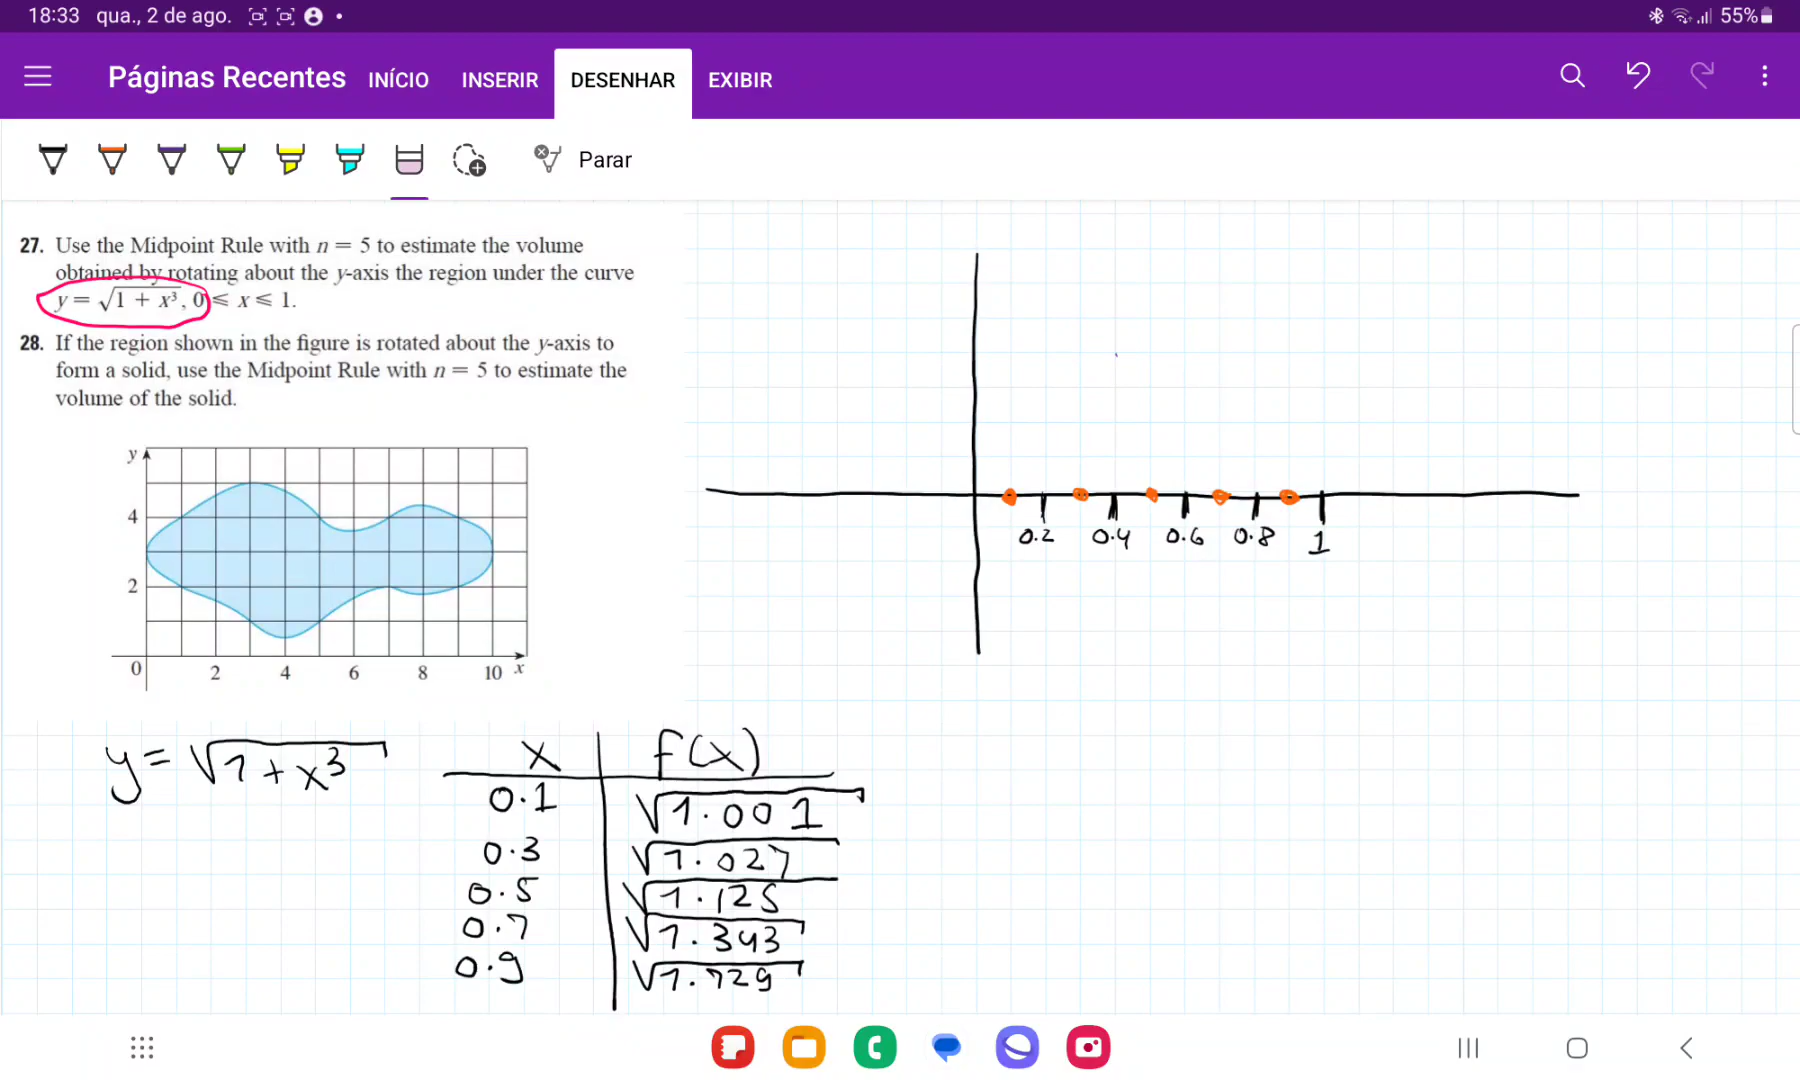 18:33 qua., 2 de ago. • 55%
Páginas Recentes INÍCIO INSERIR DESENHAR EXIBIR
Parar
27. Use the Midpoint Rule with n = 5 to estimate the volume
obtained by rotating about the y-axis the region under the curve
y = √1 + x³, 0 ⩽ x ⩽ 1.
28. If the region shown in the figure is rotated about the y-axis to
form a solid, use the Midpoint Rule with n = 5 to estimate the
volume of the solid.
y
4
2
0 2 4 6 8 10 x
0.2 0.4 0.6 0.8 1
y = √1 + x³
x f(x)
0.1 √1.001
0.3 √1.027
0.5 √1.125
0.7 √1.343
0.9 √1.729